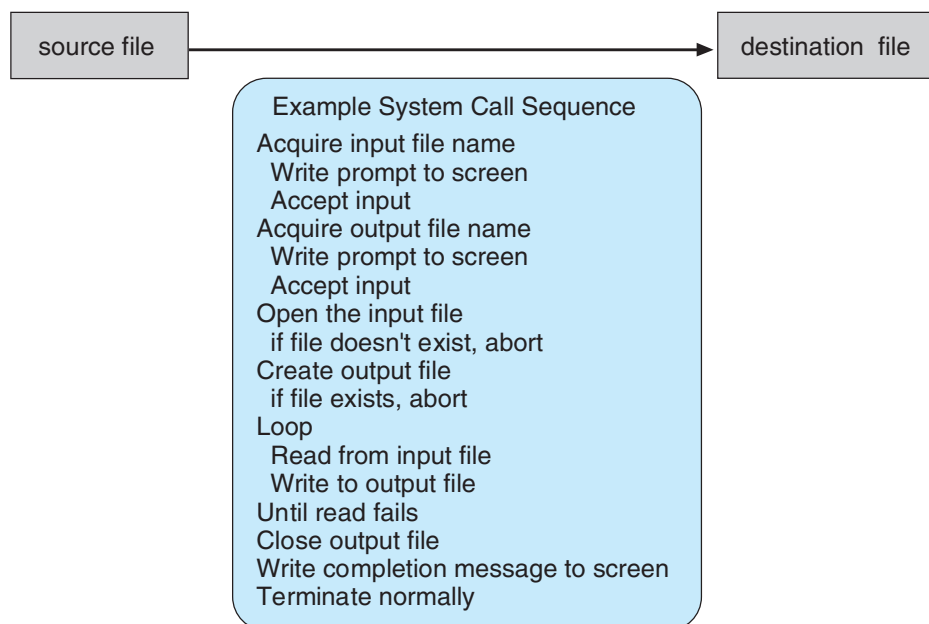 source file
destination file
Example System Call Sequence
Acquire input file name
Write prompt to screen
Accept input
Acquire output file name
Write prompt to screen
Accept input
Open the input file
if file doesn't exist, abort
Create output file
if file exists, abort
Loop
Read from input file
Write to output file
Until read fails
Close output file
Write completion message to screen
Terminate normally